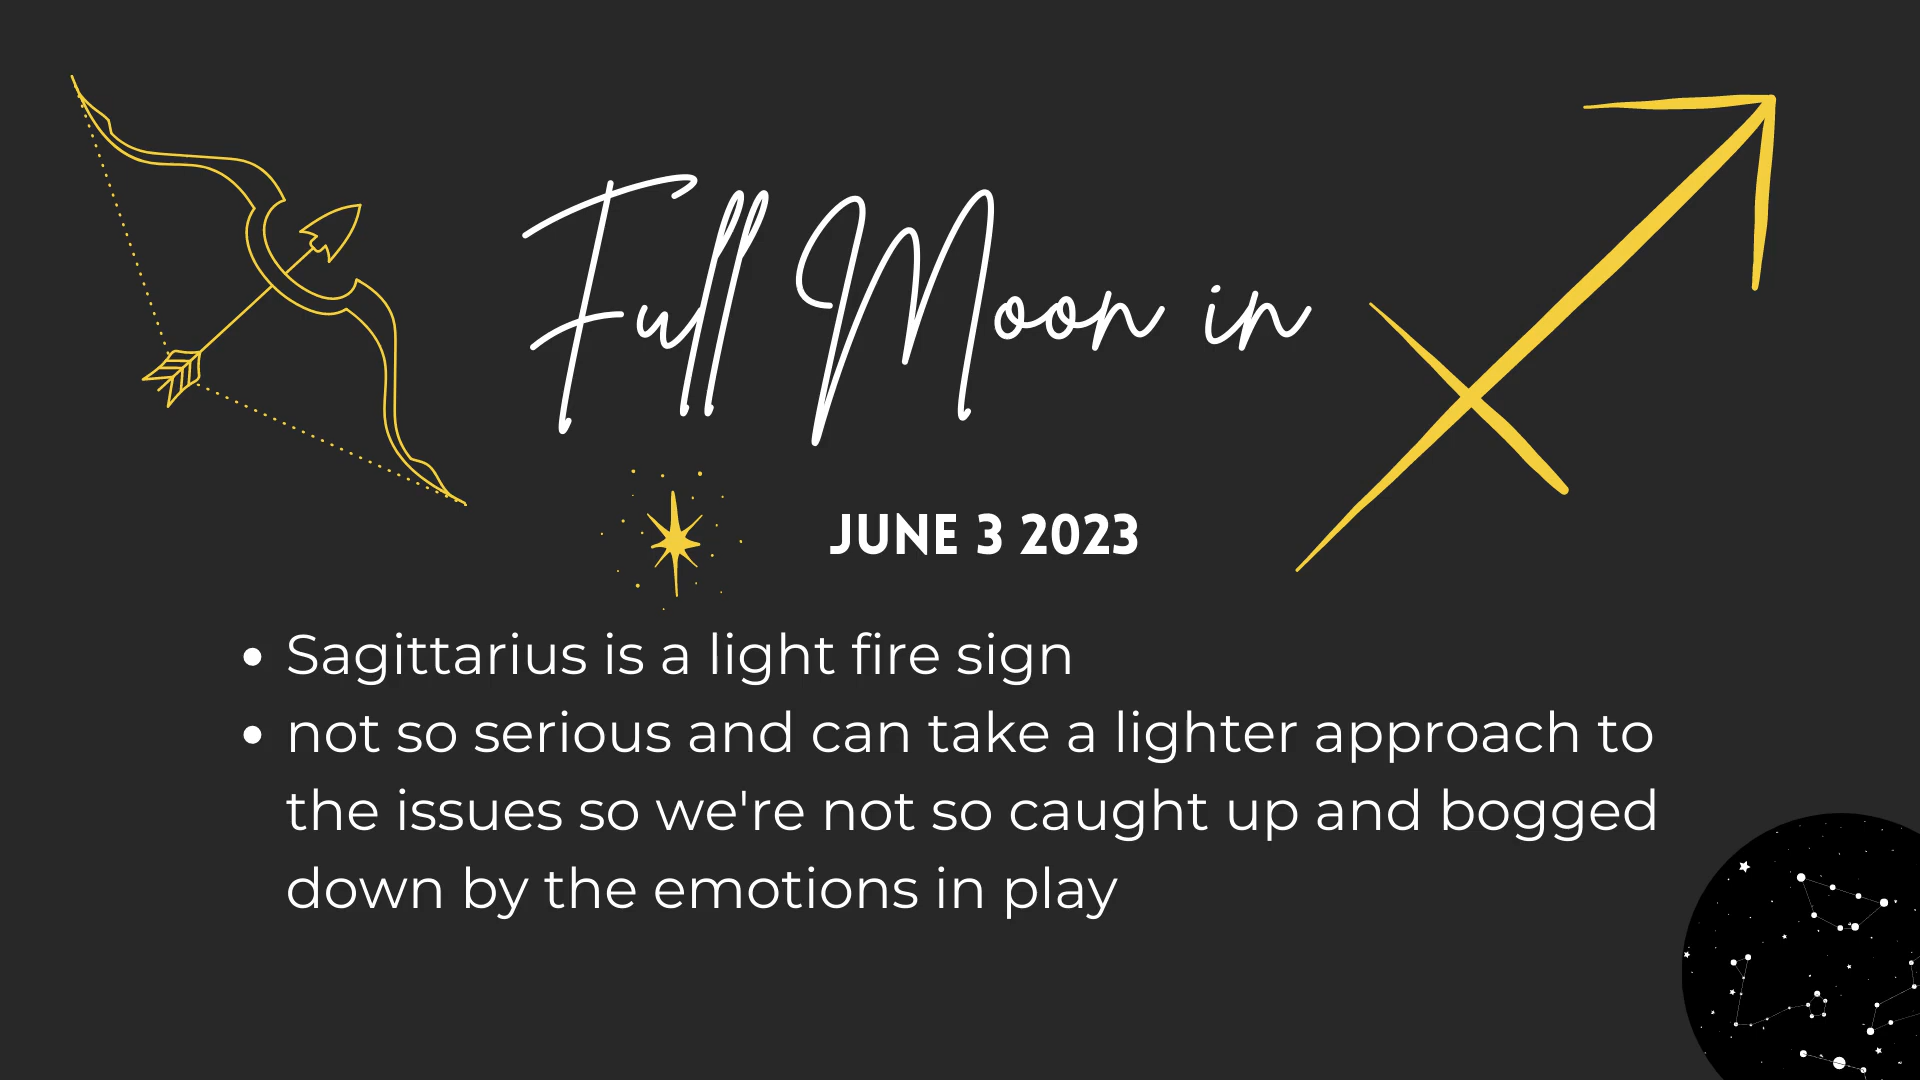 Full Moon in
JUNE 3 2023
• Sagittarius is a light fire sign
• not so serious and can take a lighter approach to
the issues so we're not so caught up and bogged
down by the emotions in play